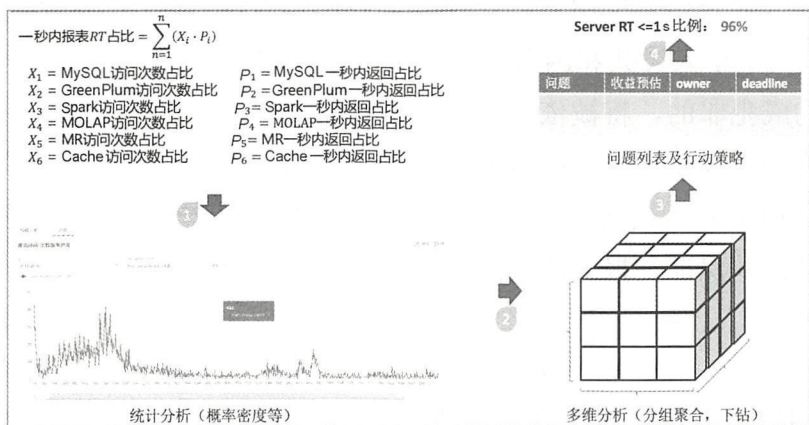 一秒内报表RT占比 = ∑(n=1 → n)(Xᵢ · Pᵢ)
X₁ = MySQL访问次数占比 P₁ = MySQL一秒内返回占比
X₂ = GreenPlum访问次数占比 P₂ = GreenPlum一秒内返回占比
X₃ = Spark访问次数占比 P₃= Spark一秒内返回占比
X₄ = MOLAP访问次数占比 P₄ = MOLAP一秒内返回占比
X₅ = MR访问次数占比 P₅= MR一秒内返回占比
X₆ = Cache访问次数占比 P₆ = Cache一秒内返回占比
1
统计分析（概率密度等）
2
多维分析（分组聚合，下钻）
3
问题列表及行动策略
问题 收益预估 owner deadline
4
Server RT <=1s比例： 96%